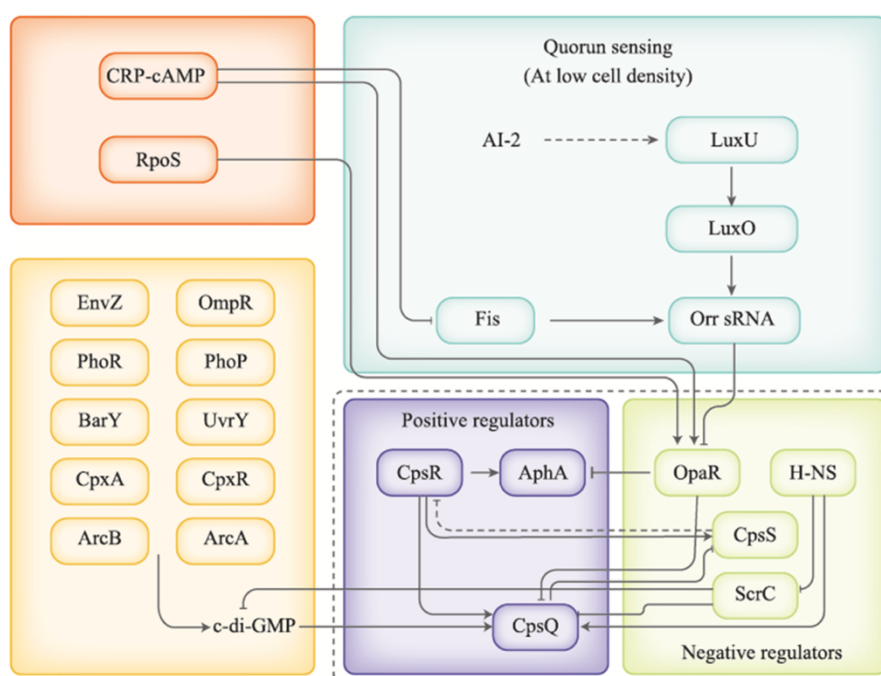 CRP-cAMP
RpoS
Quorun sensing
(At low cell density)
AI-2
LuxU
LuxO
Fis
Orr sRNA
EnvZ
OmpR
PhoR
PhoP
BarY
UvrY
CpxA
CpxR
ArcB
ArcA
c-di-GMP
Positive regulators
CpsR
AphA
CpsQ
OpaR
H-NS
CpsS
ScrC
Negative regulators